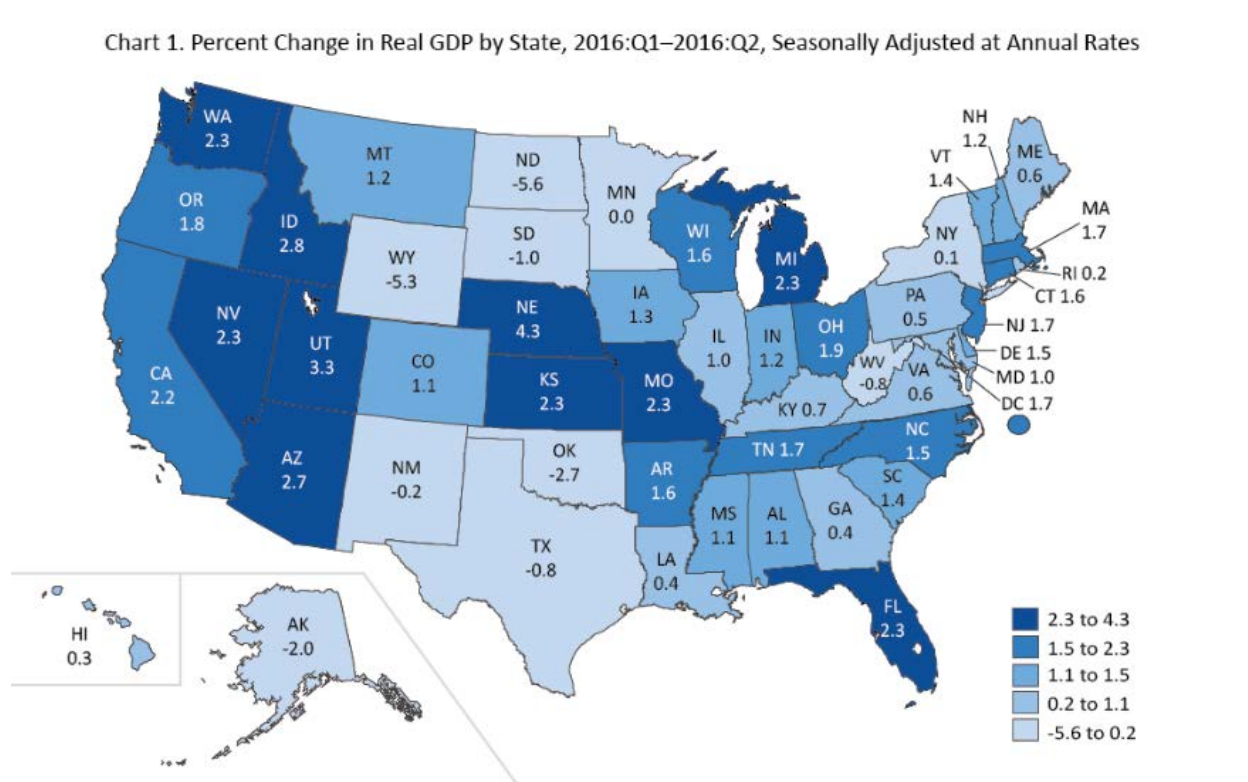 Chart 1. Percent Change in Real GDP by State, 2016:Q1–2016:Q2, Seasonally Adjusted at Annual Rates
WA
2.3
OR
1.8
ID
2.8
MT
1.2
WY
-5.3
ND
-5.6
SD
-1.0
MN
0.0
WI
1.6
MI
2.3
NH
1.2
VT
1.4
ME
0.6
MA
1.7
NY
0.1
RI 0.2
CT 1.6
PA
0.5
NJ 1.7
DE 1.5
MD 1.0
DC 1.7
NV
2.3
UT
3.3
CA
2.2
CO
1.1
NE
4.3
KS
2.3
IA
1.3
MO
2.3
IL
1.0
IN
1.2
OH
1.9
WV
-0.8
VA
0.6
KY 0.7
TN 1.7
NC
1.5
SC
1.4
AZ
2.7
NM
-0.2
OK
-2.7
AR
1.6
TX
-0.8
LA
0.4
MS
1.1
AL
1.1
GA
0.4
FL
2.3
HI
0.3
AK
-2.0
2.3 to 4.3
1.5 to 2.3
1.1 to 1.5
0.2 to 1.1
-5.6 to 0.2